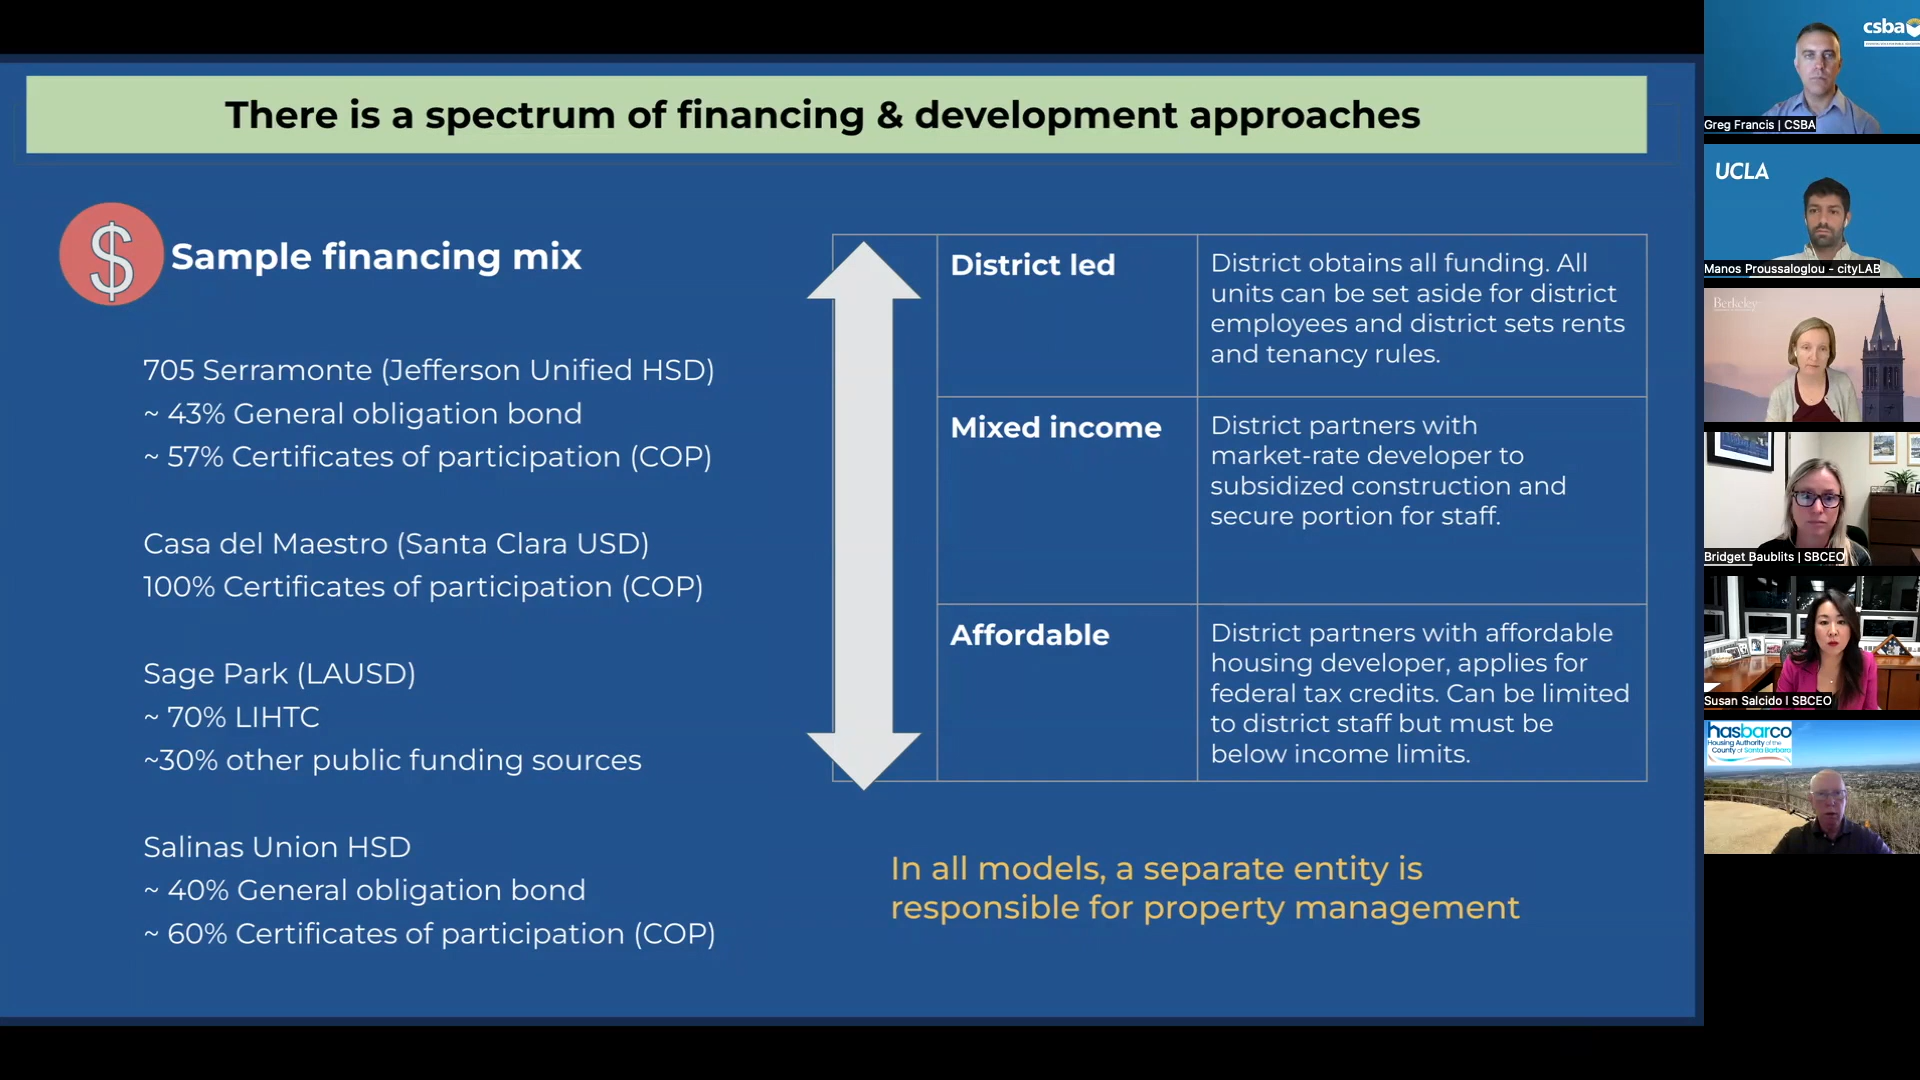 There is a spectrum of financing & development approaches
$
Sample financing mix
705 Serramonte (Jefferson Unified HSD)
~ 43% General obligation bond
~ 57% Certificates of participation (COP)
Casa del Maestro (Santa Clara USD)
100% Certificates of participation (COP)
Sage Park (LAUSD)
~ 70% LIHTC
~30% other public funding sources
Salinas Union HSD
~ 40% General obligation bond
~ 60% Certificates of participation (COP)
District led
District obtains all funding. All
units can be set aside for district
employees and district sets rents
and tenancy rules.
Mixed income
District partners with
market-rate developer to
subsidized construction and
secure portion for staff.
Affordable
District partners with affordable
housing developer, applies for
federal tax credits. Can be limited
to district staff but must be
below income limits.
In all models, a separate entity is
responsible for property management
csba
Greg Francis | CSBA
UCLA
Manos Proussaloglou - cityLAB
Berkeley
Bridget Baublits | SBCEO
Susan Salcido I SBCEO
hasbarco
Housing Authority of the
County of Santa Barbara